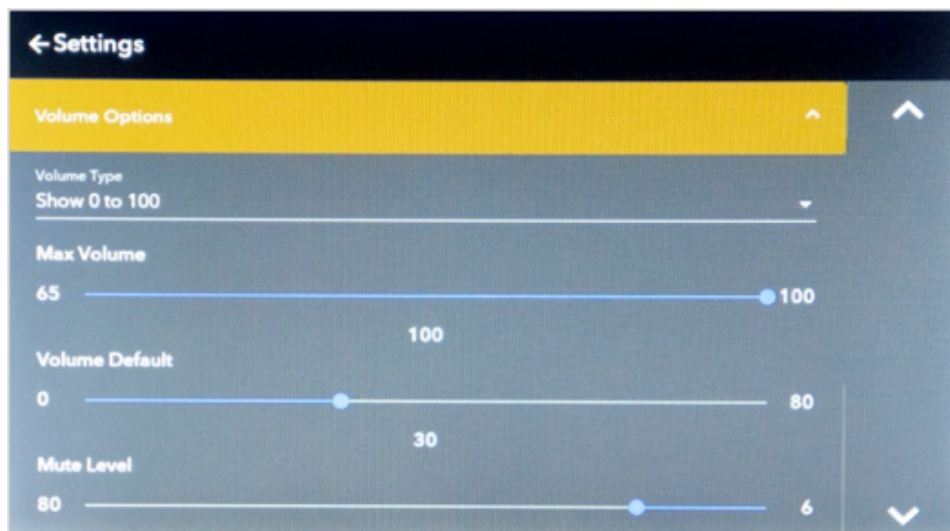 ←Settings
Volume Options
Volume Type
Show 0 to 100
Max Volume
65 100
100
Volume Default
0 80
30
Mute Level
80 6